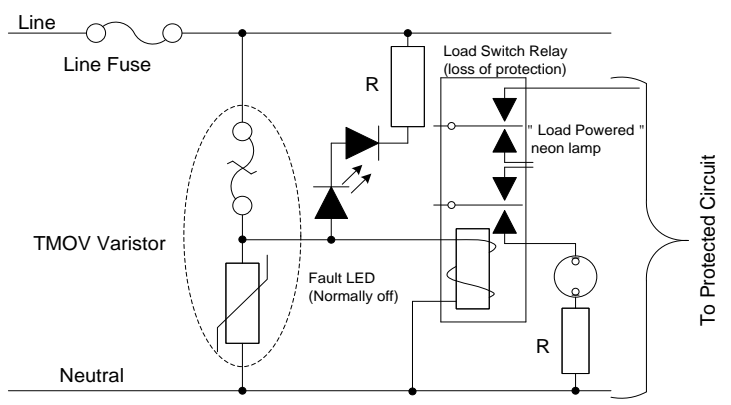 Line
Line Fuse
R
Load Switch Relay
(loss of protection)
" Load Powered "
neon lamp
TMOV Varistor
Fault LED
(Normally off)
R
Neutral
To Protected Circuit